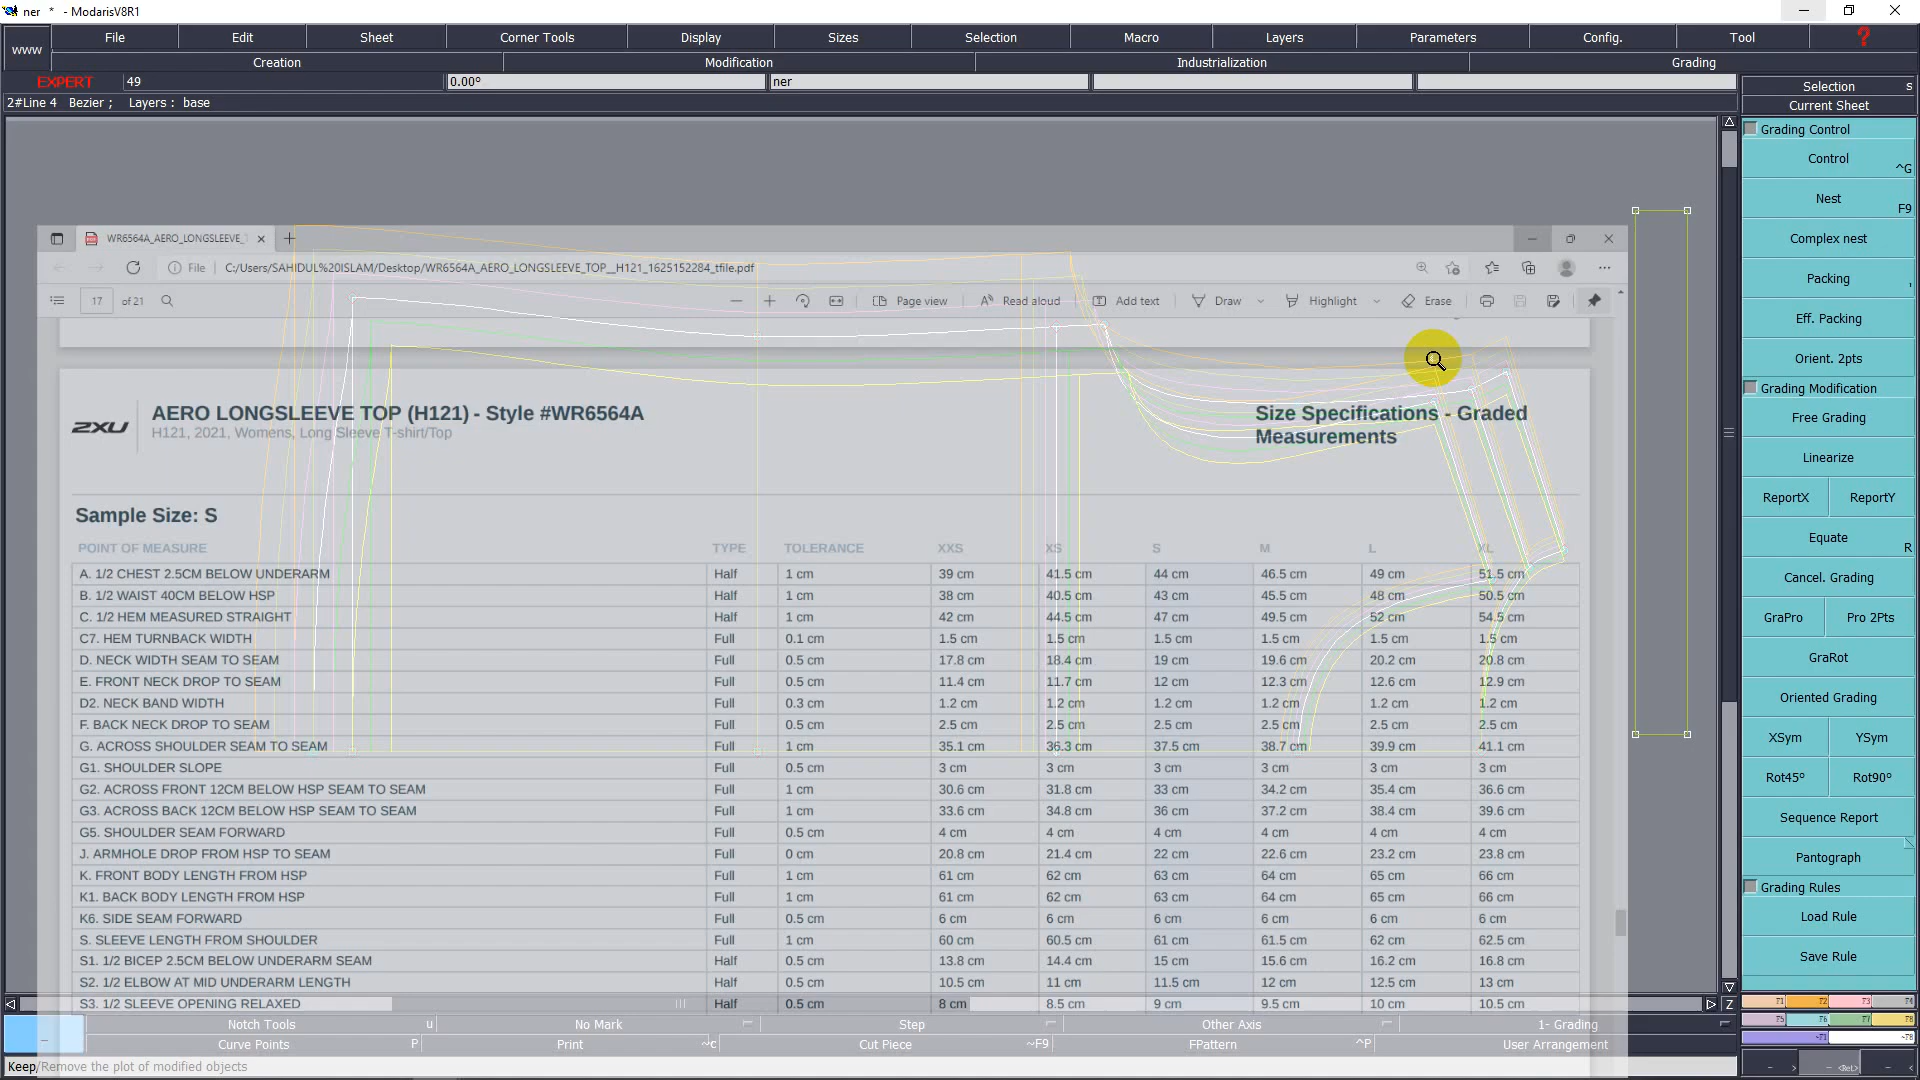 ner * - ModarisV8R1
www
File Edit Sheet Corner Tools Display Sizes Selection Macro Layers Parameters Config. Tool ?
Creation Modification Industrialization Grading
EXPERT 49 0.00º ner
2#Line 4 Bezier ; Layers : base
Selection s
Current Sheet
Grading Control
Control ^G
Nest F9
Complex nest
Packing ,
Eff. Packing
Orient. 2pts
Grading Modification
Free Grading
Linearize
ReportX ReportY
Equate R
Cancel. Grading
GraPro Pro 2Pts
GraRot
Oriented Grading
XSym YSym
Rot45º Rot90º
Sequence Report
Pantograph
Grading Rules
Load Rule
Save Rule
WR6564A_AERO_LONGSLEEVE_
File C:/Users/SAHIDUL%20ISLAM/Desktop/WR6564A_AERO_LONGSLEEVE_TOP__H121_1625152284_tfile.pdf
17 of 21 Page view Read aloud Add text Draw Highlight Erase
2XU AERO LONGSLEEVE TOP (H121) - Style #WR6564A
H121, 2021, Womens, Long Sleeve T-shirt/Top
Size Specifications - Graded
Measurements
Sample Size: S
POINT OF MEASURE TYPE TOLERANCE XXS XS S M L XL
A. 1/2 CHEST 2.5CM BELOW UNDERARM Half 1 cm 39 cm 41.5 cm 44 cm 46.5 cm 49 cm 51.5 cm
B. 1/2 WAIST 40CM BELOW HSP Half 1 cm 38 cm 40.5 cm 43 cm 45.5 cm 48 cm 50.5 cm
C. 1/2 HEM MEASURED STRAIGHT Half 1 cm 42 cm 44.5 cm 47 cm 49.5 cm 52 cm 54.5 cm
C7. HEM TURNBACK WIDTH Full 0.1 cm 1.5 cm 1.5 cm 1.5 cm 1.5 cm 1.5 cm 1.5 cm
D. NECK WIDTH SEAM TO SEAM Full 0.5 cm 17.8 cm 18.4 cm 19 cm 19.6 cm 20.2 cm 20.8 cm
E. FRONT NECK DROP TO SEAM Full 0.5 cm 11.4 cm 11.7 cm 12 cm 12.3 cm 12.6 cm 12.9 cm
D2. NECK BAND WIDTH Full 0.3 cm 1.2 cm 1.2 cm 1.2 cm 1.2 cm 1.2 cm 1.2 cm
F. BACK NECK DROP TO SEAM Full 0.5 cm 2.5 cm 2.5 cm 2.5 cm 2.5 cm 2.5 cm 2.5 cm
G. ACROSS SHOULDER SEAM TO SEAM Full 1 cm 35.1 cm 36.3 cm 37.5 cm 38.7 cm 39.9 cm 41.1 cm
G1. SHOULDER SLOPE Full 0.5 cm 3 cm 3 cm 3 cm 3 cm 3 cm 3 cm
G2. ACROSS FRONT 12CM BELOW HSP SEAM TO SEAM Full 1 cm 30.6 cm 31.8 cm 33 cm 34.2 cm 35.4 cm 36.6 cm
G3. ACROSS BACK 12CM BELOW HSP SEAM TO SEAM Full 1 cm 33.6 cm 34.8 cm 36 cm 37.2 cm 38.4 cm 39.6 cm
G5. SHOULDER SEAM FORWARD Full 0.5 cm 4 cm 4 cm 4 cm 4 cm 4 cm 4 cm
J. ARMHOLE DROP FROM HSP TO SEAM Full 0 cm 20.8 cm 21.4 cm 22 cm 22.6 cm 23.2 cm 23.8 cm
K. FRONT BODY LENGTH FROM HSP Full 1 cm 61 cm 62 cm 63 cm 64 cm 65 cm 66 cm
K1. BACK BODY LENGTH FROM HSP Full 1 cm 61 cm 62 cm 63 cm 64 cm 65 cm 66 cm
K6. SIDE SEAM FORWARD Full 0.5 cm 6 cm 6 cm 6 cm 6 cm 6 cm 6 cm
S. SLEEVE LENGTH FROM SHOULDER Full 1 cm 60 cm 60.5 cm 61 cm 61.5 cm 62 cm 62.5 cm
S1. 1/2 BICEP 2.5CM BELOW UNDERARM SEAM Half 0.5 cm 13.8 cm 14.4 cm 15 cm 15.6 cm 16.2 cm 16.8 cm
S2. 1/2 ELBOW AT MID UNDERARM LENGTH Half 0.5 cm 10.5 cm 11 cm 11.5 cm 12 cm 12.5 cm 13 cm
S3. 1/2 SLEEVE OPENING RELAXED Half 0.5 cm 8 cm 8.5 cm 9 cm 9.5 cm 10 cm 10.5 cm
Z
?1 ?2 ?3 ?4
?5 ?6 ?7 ?8
~?1 ~?8
Notch Tools u No Mark Step Other Axis 1- Grading
Curve Points P Print ~c Cut Piece ~F9 FPattern ^P User Arrangement
Keep/Remove the plot of modified objects
<Ret.>